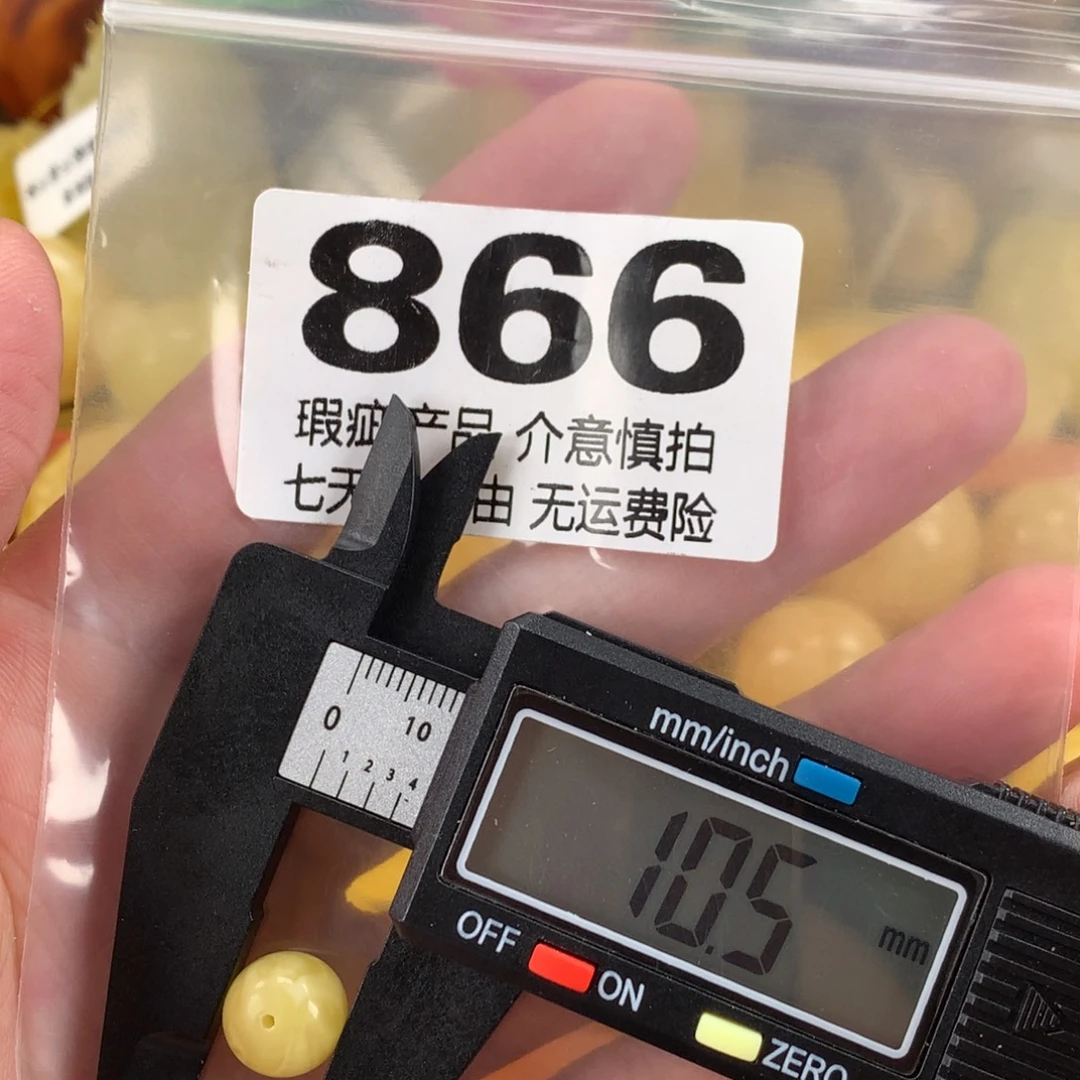 866
瑕疵产品 介意慎拍
七天 由 无运费险
mm/inch
0 10
1 2 3 4
10.5 mm
OFF ON ZERO